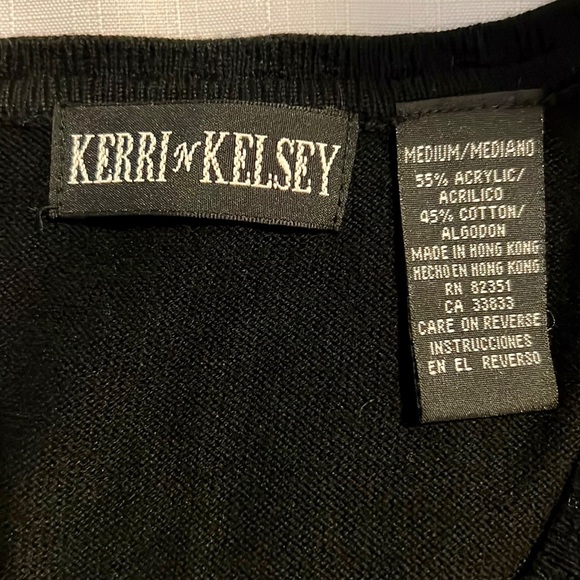 KERRI N KELSEY
MEDIUM/MEDIANO
55% ACRYLIC/
ACRILICO
45% COTTON/
ALGODON
MADE IN HONG KONG
HECHO EN HONG KONG
RN 82351
CA 33833
CARE ON REVERSE
INSTRUCCIONES
EN EL REVERSO